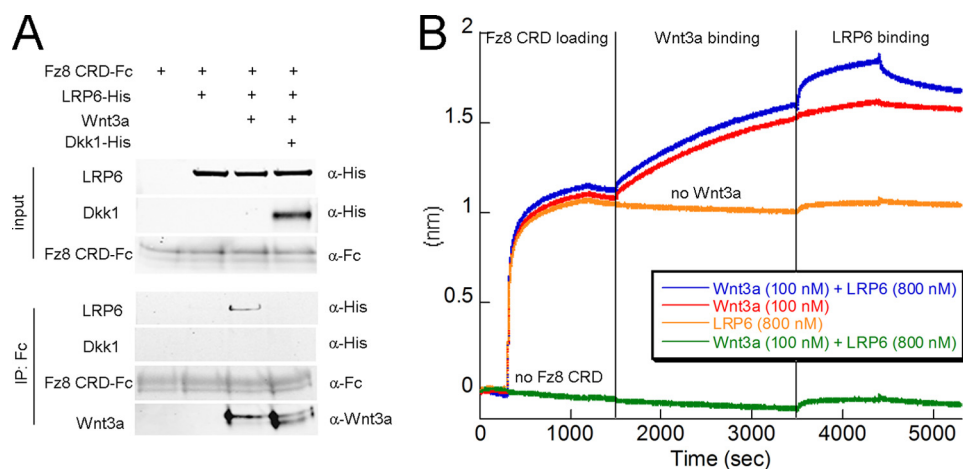 A
Fz8 CRD-Fc + + + +
LRP6-His + + +
Wnt3a + +
Dkk1-His +
input
LRP6 α-His
Dkk1 α-His
Fz8 CRD-Fc α-Fc
IP: Fc
LRP6 α-His
Dkk1 α-His
Fz8 CRD-Fc α-Fc
Wnt3a α-Wnt3a
B
Fz8 CRD loading Wnt3a binding LRP6 binding
2
1.5
1
0.5
0
(nm)
no Wnt3a
no Fz8 CRD
Wnt3a (100 nM) + LRP6 (800 nM)
Wnt3a (100 nM)
LRP6 (800 nM)
Wnt3a (100 nM) + LRP6 (800 nM)
0 1000 2000 3000 4000 5000
Time (sec)